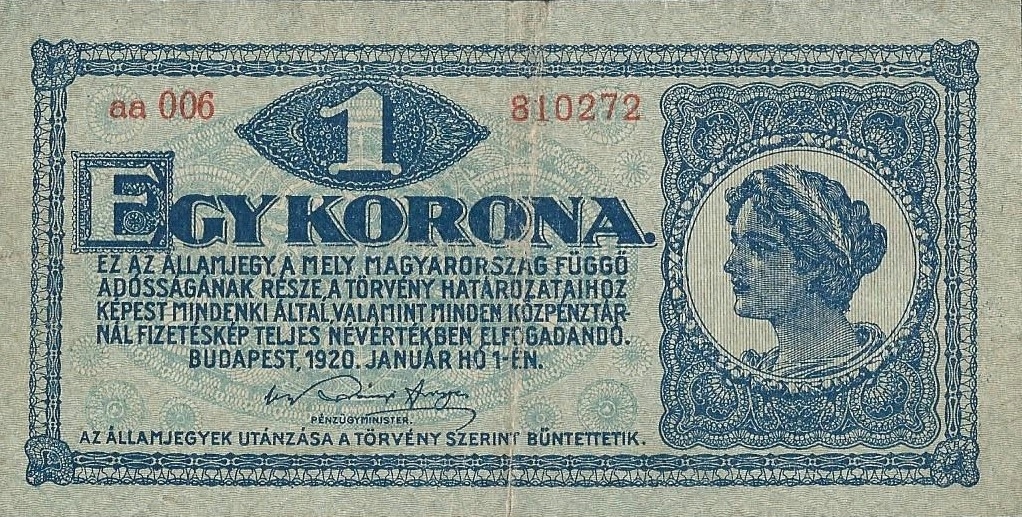 aa 006
1
810272
EGY KORONA.
EZ AZ ÁLLAMJEGY, A MELY MAGYARORSZÁG FÜGGŐ
ADÓSSÁGÁNAK RÉSZE, A TÖRVÉNY HATÁROZATAIHOZ
KÉPEST MINDENKI ÁLTAL, VALAMINT MINDEN KÖZPÉNZTÁR-
NÁL FIZETÉSKÉP TELJES NÉVÉRTÉKBEN ELFOGADANDÓ.
BUDAPEST, 1920. JANUÁR HÓ 1-ÉN.
PÉNZÜGYMINISTER.
AZ ÁLLAMJEGYEK UTÁNZÁSA A TÖRVÉNY SZERINT BÜNTETTETIK.